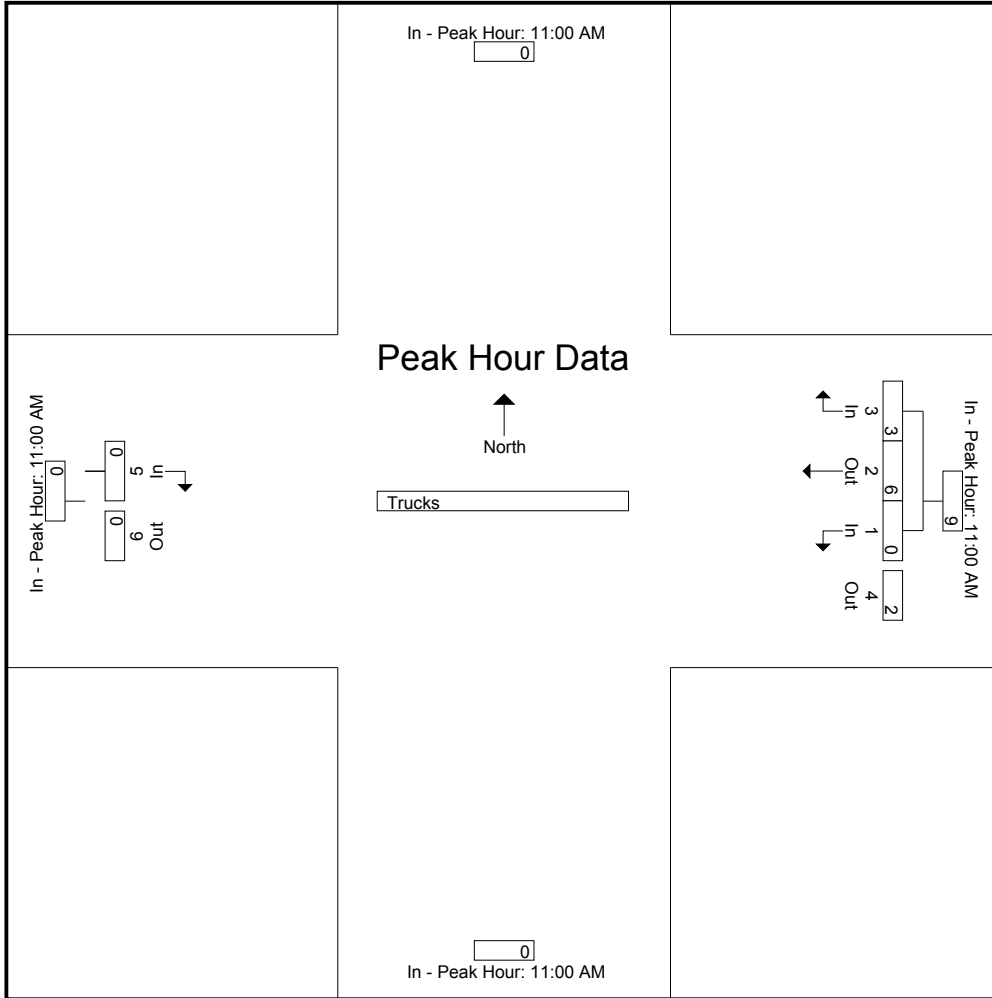 In - Peak Hour: 11:00 AM
0
Peak Hour Data
North
Trucks
In - Peak Hour: 11:00 AM
0
0
5
In
0
6
Out
In - Peak Hour: 11:00 AM
9
3 6 0 2
3 2 1 4
In Out In Out
0
In - Peak Hour: 11:00 AM